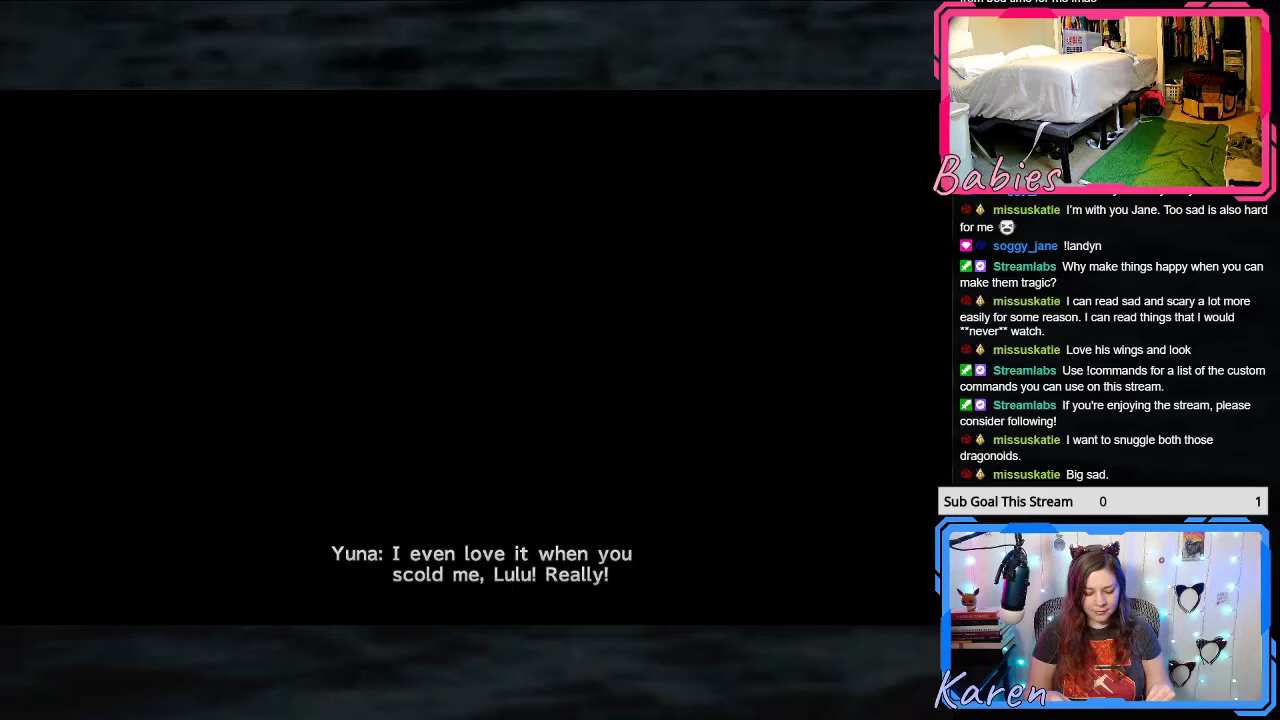 Babies
missuskatie I'm with you Jane. Too sad is also hard
for me
soggy_jane !landyn
Streamlabs Why make things happy when you can
make them tragic?
missuskatie I can read sad and scary a lot more
easily for some reason. I can read things that I would
**never** watch.
missuskatie Love his wings and look
Streamlabs Use !commands for a list of the custom
commands you can use on this stream.
Streamlabs If you're enjoying the stream, please
consider following!
missuskatie I want to snuggle both those
dragonoids.
missuskatie Big sad.
Sub Goal This Stream 0 1
Yuna: I even love it when you
scold me, Lulu! Really!
Karen